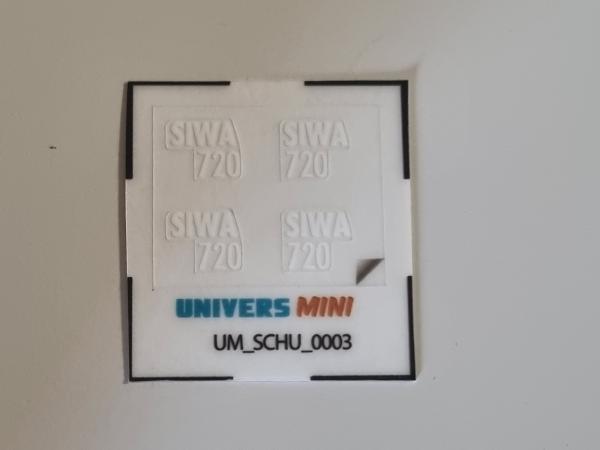 SIWA SIWA
720 720
SIWA SIWA
720 720
UNIVERS MINI
UM_SCHU_0003